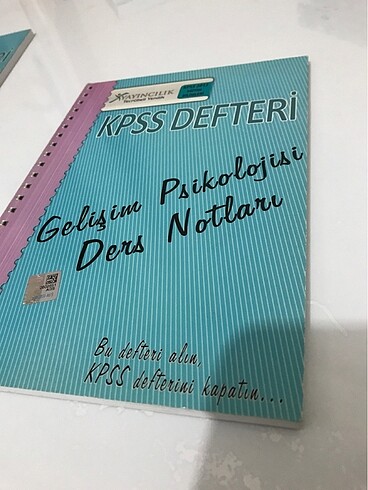 YAYINCILIK
KPSS DEFTERİ
Gelişim Psikolojisi
Ders Notları
Bu defteri alın,
KPSS defterini kapatın...